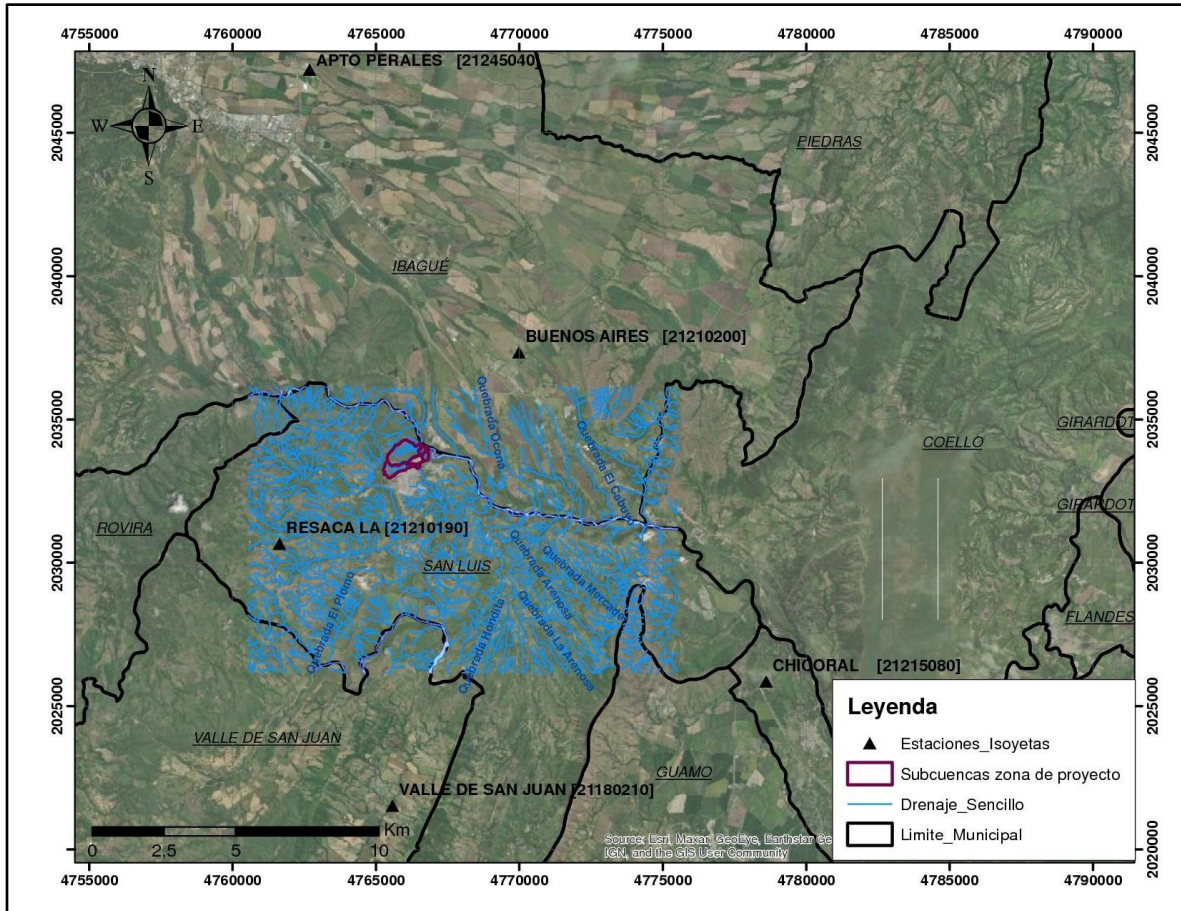 4755000 4760000 4765000 4770000 4775000 4780000 4785000 4790000
APTO PERALES [21245040]
N
W E
S
2045000 2045000
PIEDRAS
2040000 2040000
IBAGUÉ
BUENOS AIRES [21210200]
Quebrada Ocona
Quebrada El Cabuyo
2035000 2035000
GIRARDOT
COELLO
ROVIRA
RESACA LA [21210190]
GIRARDOT
SAN LUIS
2030000 2030000
Quebrada El Plomo
Quebrada Hondita
Quebrada Arenosa
Quebrada Mercado
Quebrada La Arenosa
FLANDES
CHICORAL [21215080]
2025000 2025000
VALLE DE SAN JUAN
GUAMO
VALLE DE SAN JUAN [21180210]
Km
0 2,5 5 10
Source: Esri, Maxar, GeoEye, Earthstar Ge
IGN, and the GIS User Community
Leyenda
Estaciones_Isoyetas
Subcuencas zona de proyecto
Drenaje_Sencillo
Limite_Municipal
2020000 2020000
4755000 4760000 4765000 4770000 4775000 4780000 4785000 4790000